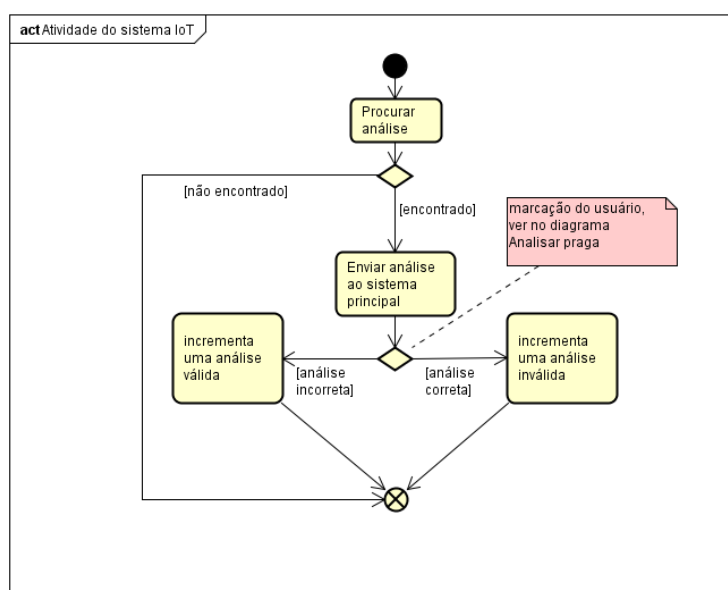 act Atividade do sistema IoT
Procurar
análise
[não encontrado]
[encontrado]
marcação do usuário,
ver no diagrama
Analisar praga
Enviar análise
ao sistema
principal
incrementa
uma análise
válida
[análise
incorreta]
[análise
correta]
incrementa
uma análise
inválida